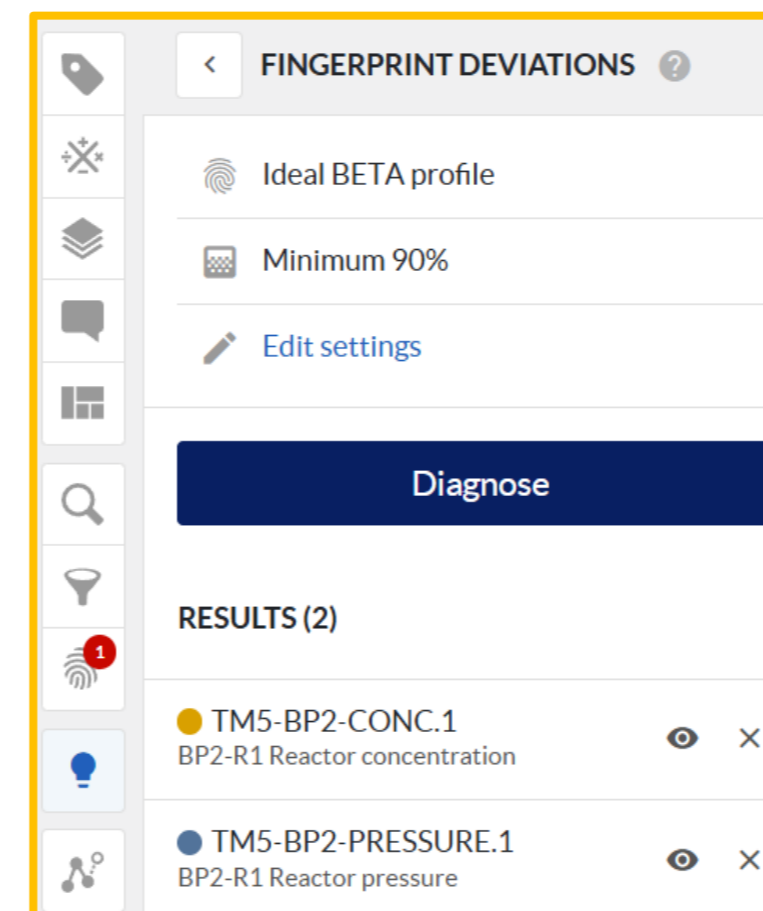 FINGERPRINT DEVIATIONS ?
Ideal BETA profile
Minimum 90%
Edit settings
Diagnose
RESULTS (2)
1
TM5-BP2-CONC.1
BP2-R1 Reactor concentration
TM5-BP2-PRESSURE.1
BP2-R1 Reactor pressure